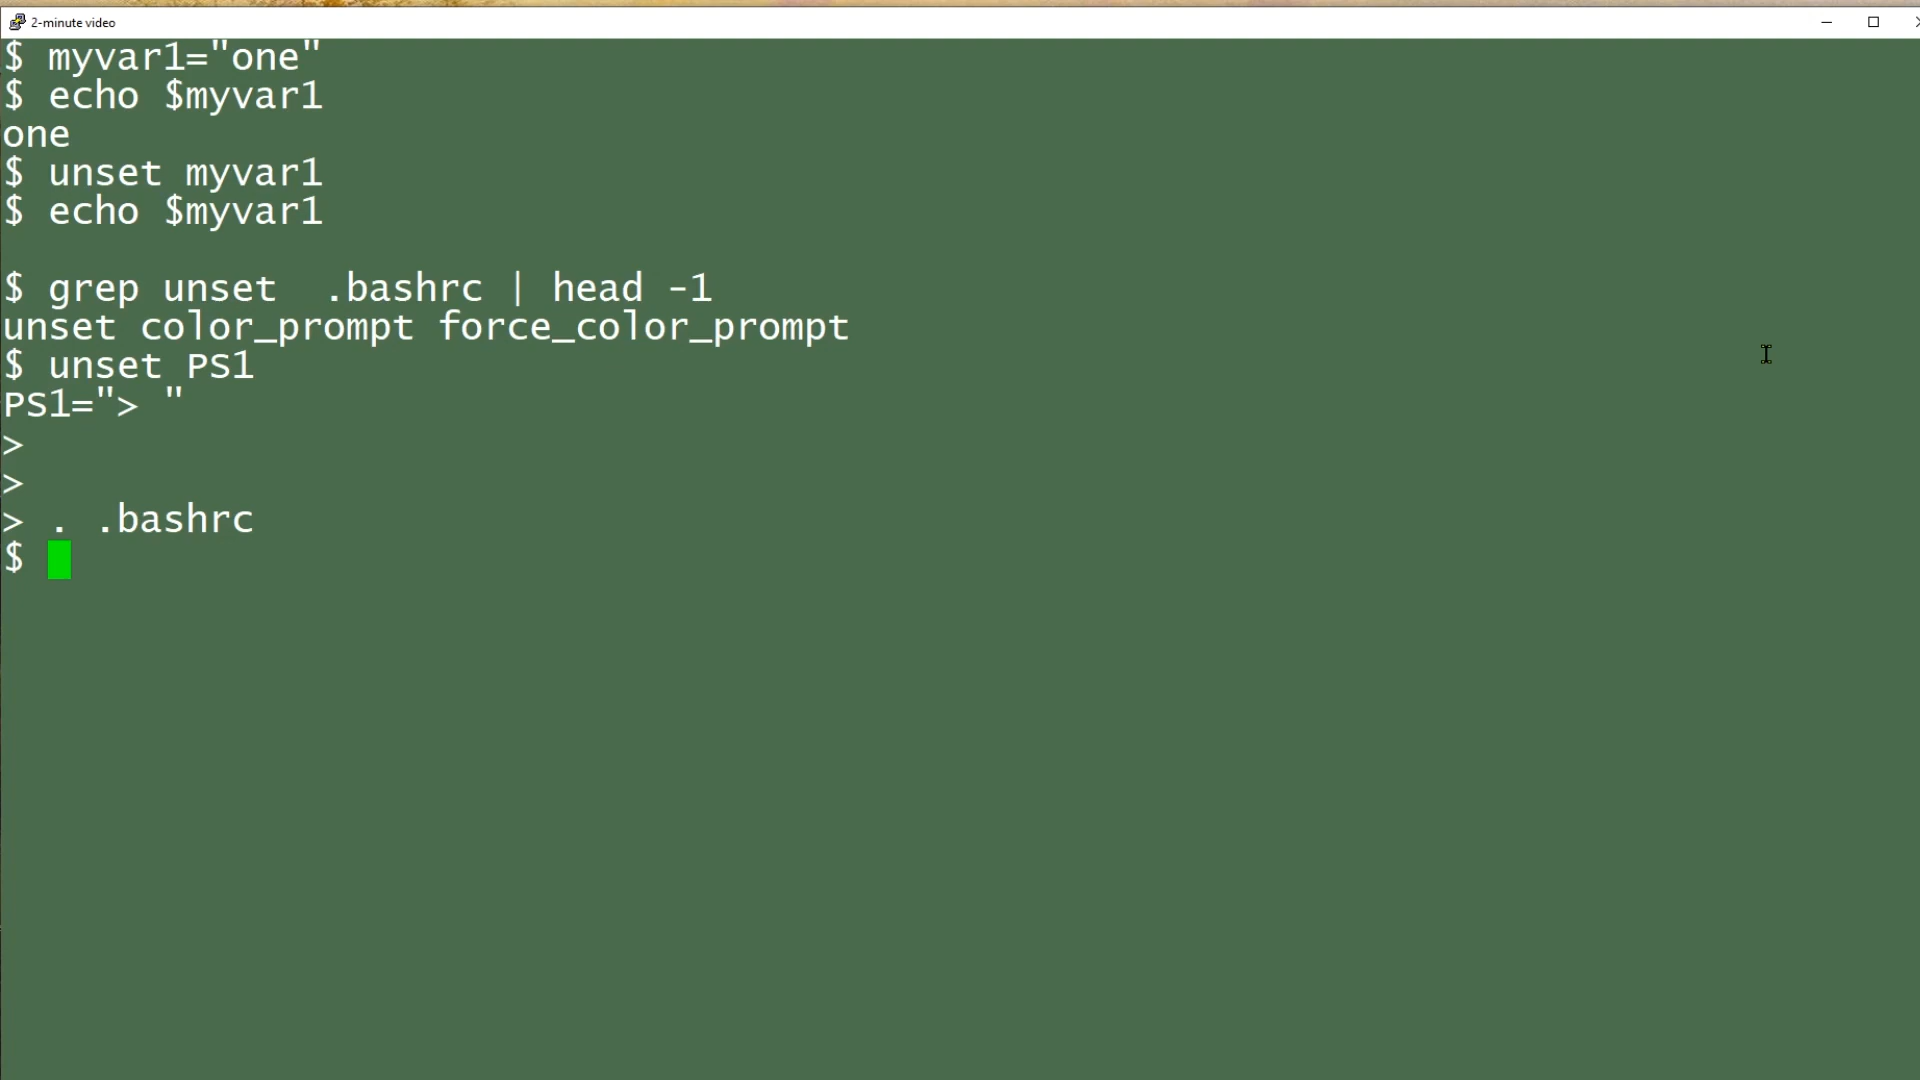 2-minute video
$ myvar1="one"
$ echo $myvar1
one
$ unset myvar1
$ echo $myvar1
$ grep unset  .bashrc | head -1
unset color_prompt force_color_prompt
$ unset PS1
PS1="> "
>
>
> . .bashrc
$